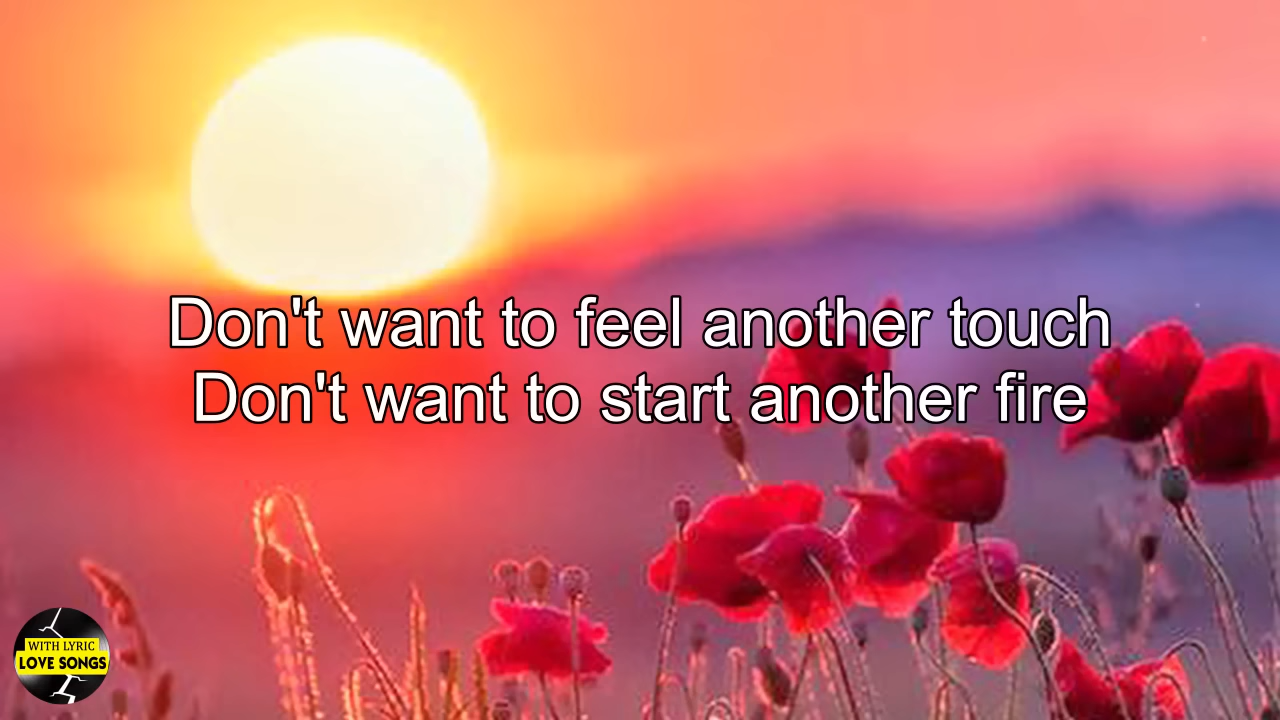 Don't want to feel another touch
Don't want to start another fire
WITH LYRIC
LOVE SONGS